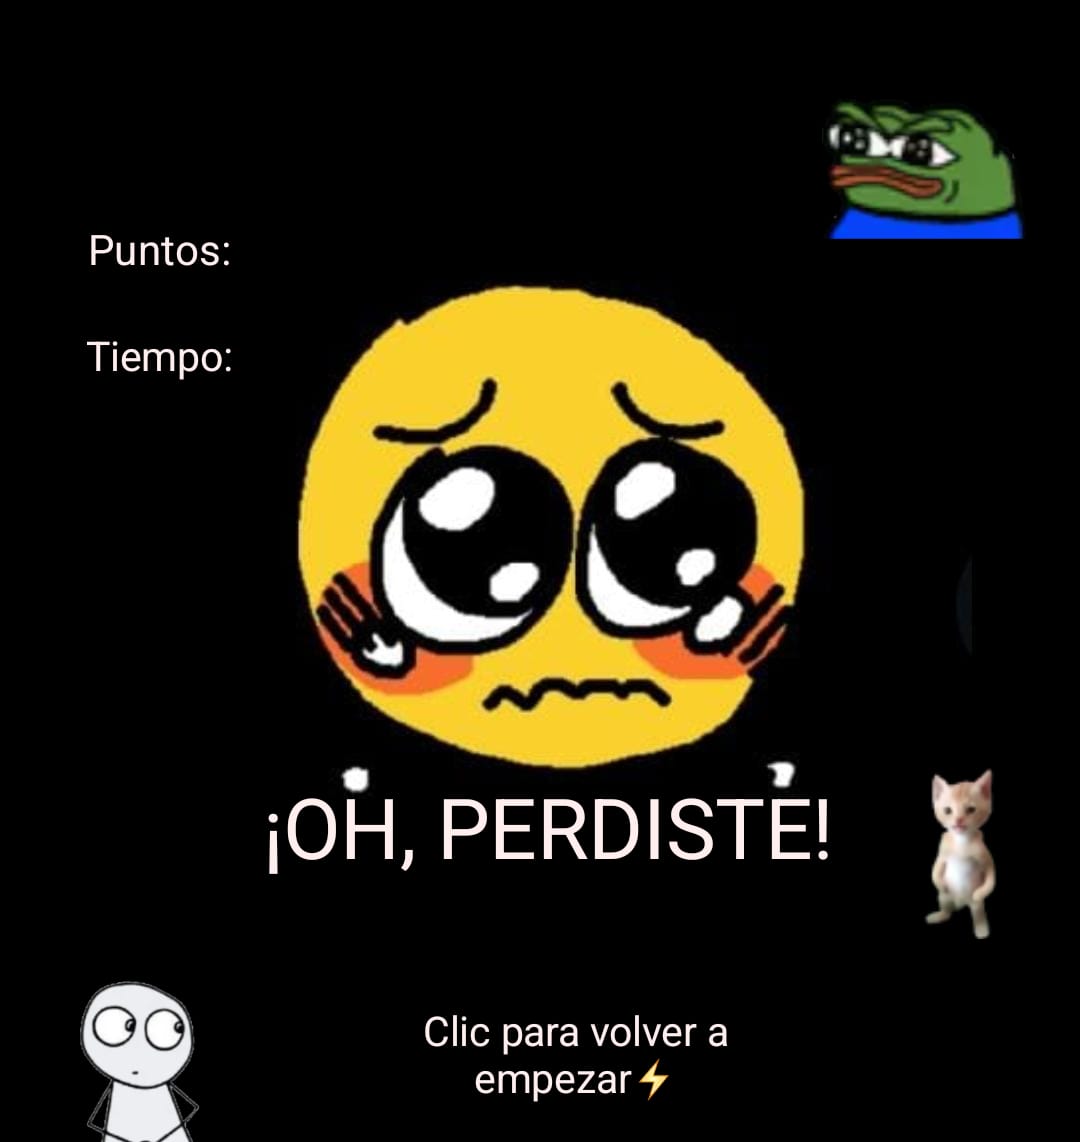 Puntos:
Tiempo:
¡OH, PERDISTE!
Clic para volver a
empezar⚡